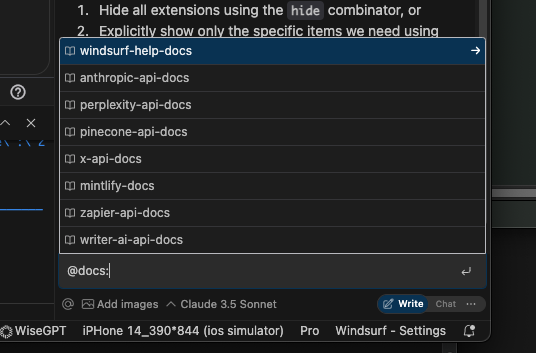 1. Hide all extensions using the hide combinator, or
2. Explicitly show only the specific items we need using
windsurf-help-docs
anthropic-api-docs
perplexity-api-docs
pinecone-api-docs
x-api-docs
mintlify-docs
zapier-api-docs
writer-ai-api-docs
@docs:
@ Add images ^ Claude 3.5 Sonnet Write Chat ...
WiseGPT iPHone 14_390*844 (ios simulator) Pro Windsurf - Settings